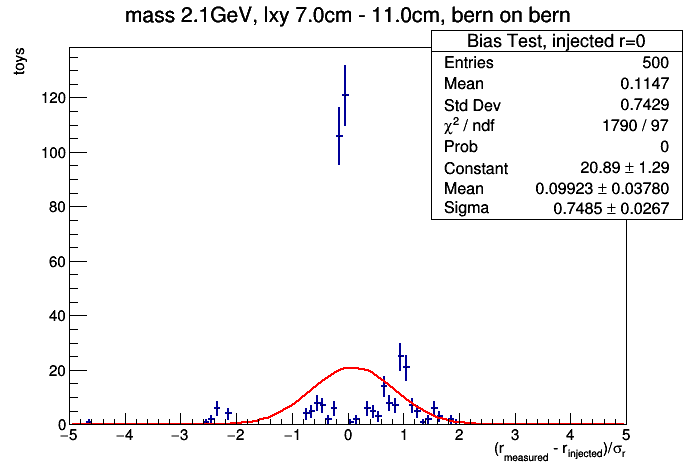 mass 2.1GeV, lxy 7.0cm - 11.0cm, bern on bern
toys
Bias Test, injected r=0
Entries 500
Mean 0.1147
Std Dev 0.7429
χ² / ndf 1790 / 97
Prob 0
Constant 20.89 ± 1.29
Mean 0.09923 ± 0.03780
Sigma 0.7485 ± 0.0267
120
100
80
60
40
20
0
−5 −4 −3 −2 −1 0 1 2 3 4 5
(r_measured - r_injected)/σ_r